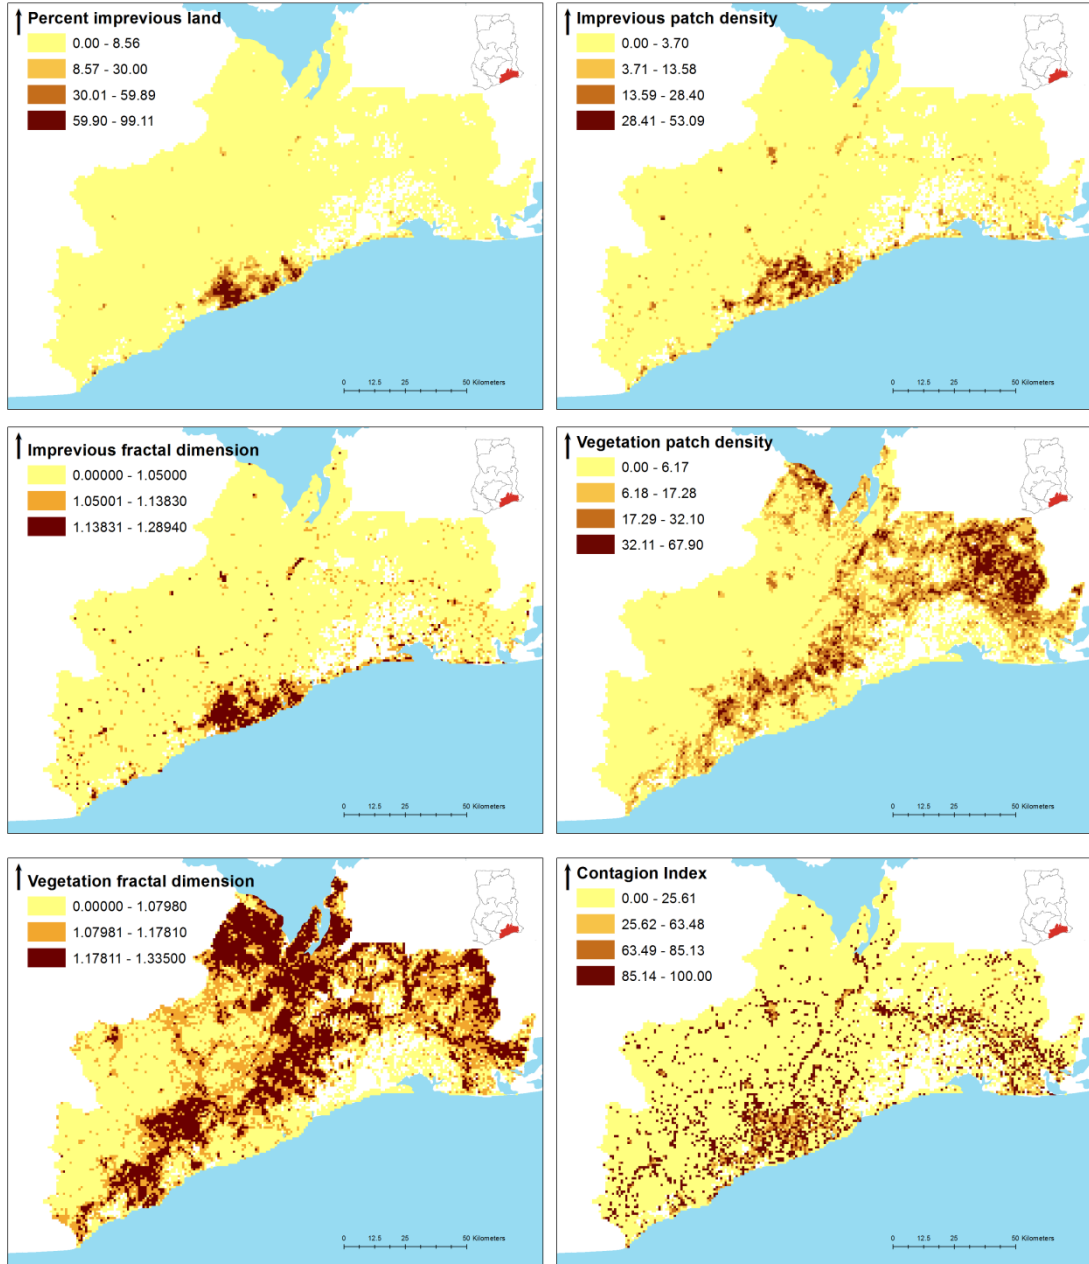 Percent imprevious land
0.00 - 8.56
8.57 - 30.00
30.01 - 59.89
59.90 - 99.11
0 12.5 25 50 Kilometers
Imprevious patch density
0.00 - 3.70
3.71 - 13.58
13.59 - 28.40
28.41 - 53.09
0 12.5 25 50 Kilometers
Imprevious fractal dimension
0.00000 - 1.05000
1.05001 - 1.13830
1.13831 - 1.28940
0 12.5 25 50 Kilometers
Vegetation patch density
0.00 - 6.17
6.18 - 17.28
17.29 - 32.10
32.11 - 67.90
0 12.5 25 50 Kilometers
Vegetation fractal dimension
0.00000 - 1.07980
1.07981 - 1.17810
1.17811 - 1.33500
0 12.5 25 50 Kilometers
Contagion Index
0.00 - 25.61
25.62 - 63.48
63.49 - 85.13
85.14 - 100.00
0 12.5 25 50 Kilometers